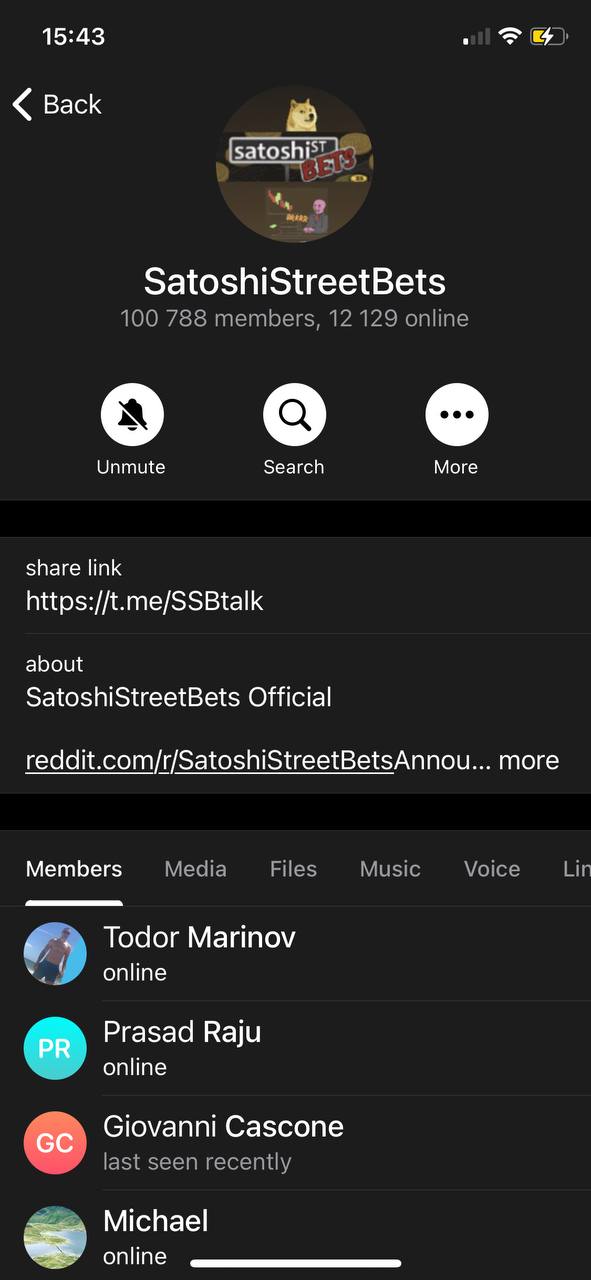 15:43
Back
satoshiST
BETS
SatoshiStreetBets
100 788 members, 12 129 online
Unmute
Search
More
share link
https://t.me/SSBtalk
about
SatoshiStreetBets Official
reddit.com/r/SatoshiStreetBetsAnnou... more
Members Media Files Music Voice Lin
Todor Marinov
online
PR
Prasad Raju
online
GC
Giovanni Cascone
last seen recently
Michael
online